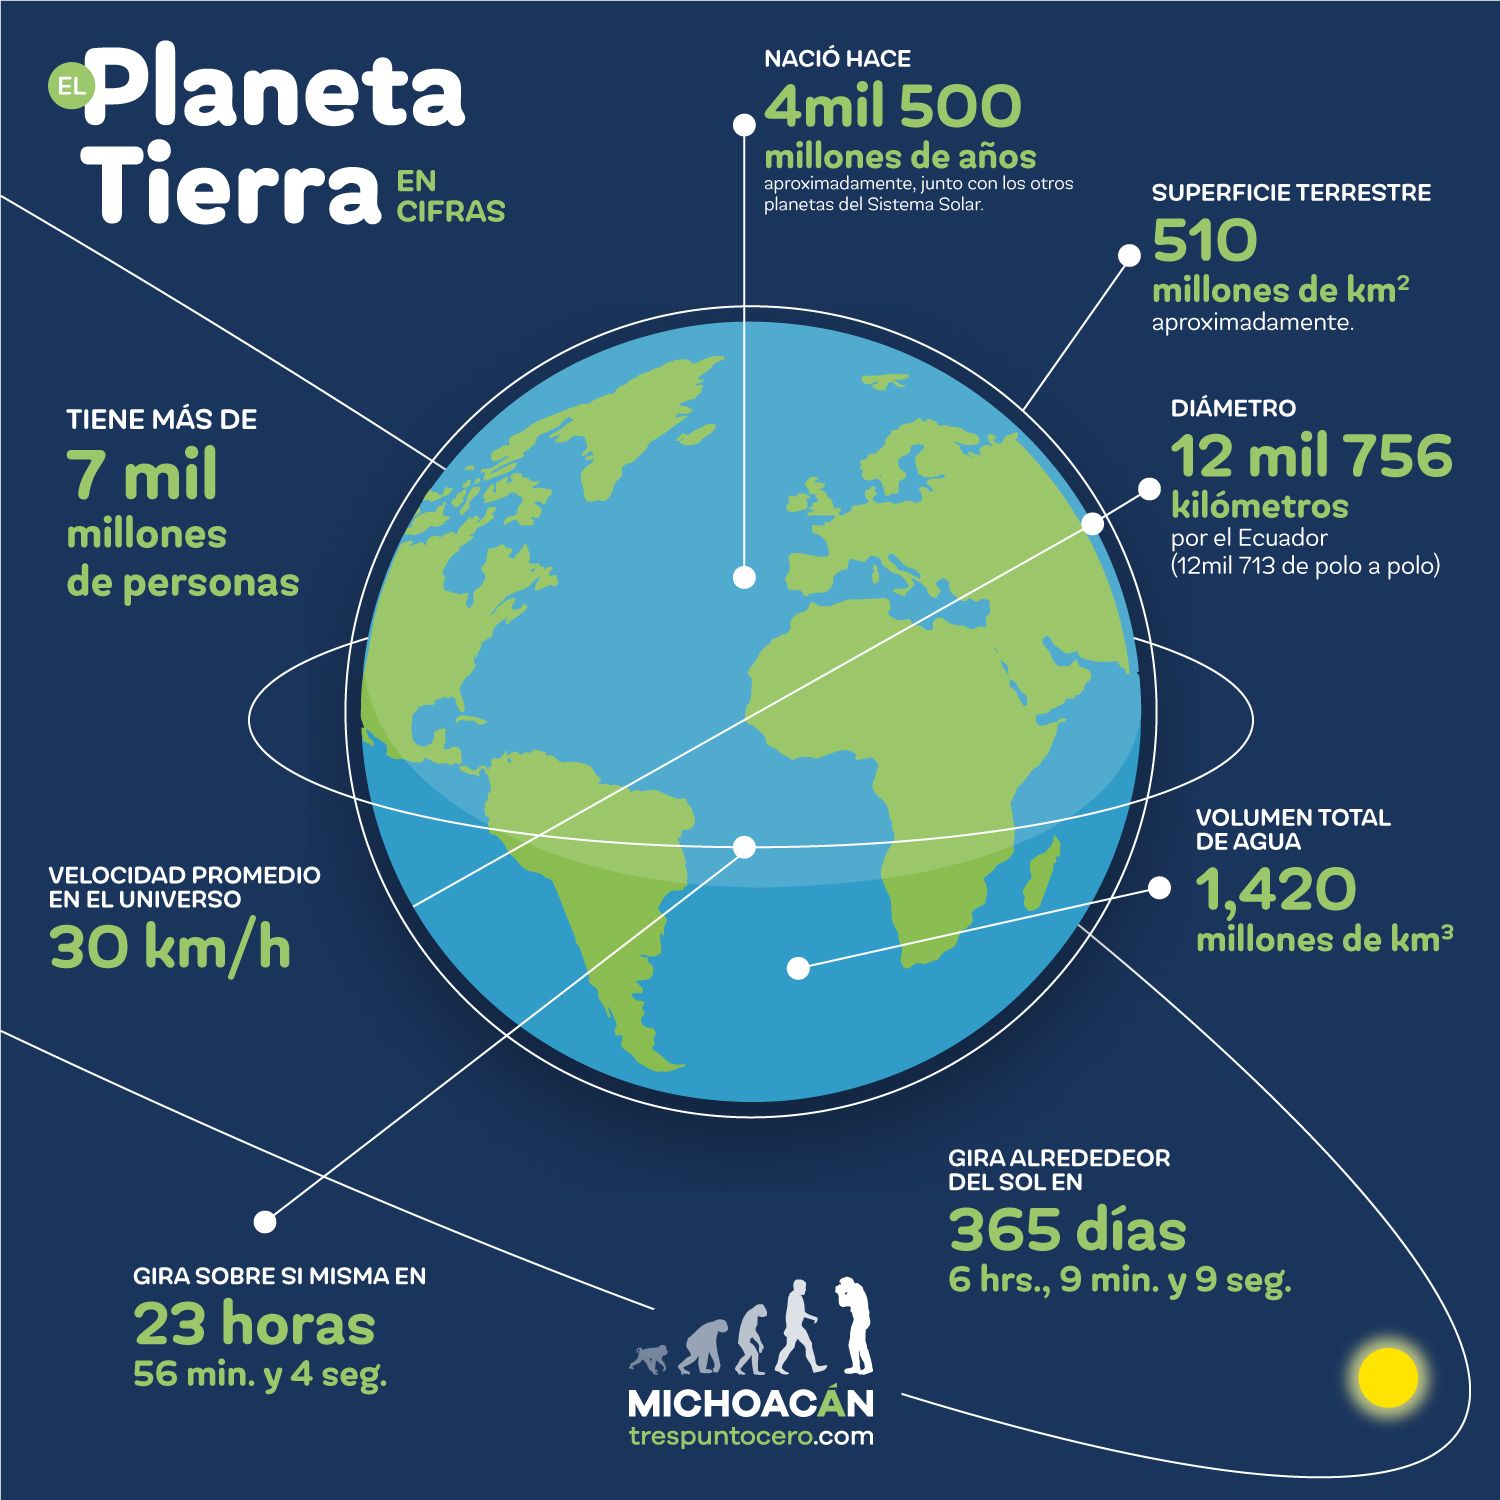 EL Planeta
Tierra EN
CIFRAS
NACIÓ HACE
4mil 500
millones de años
aproximadamente, junto con los otros
planetas del Sistema Solar.
SUPERFICIE TERRESTRE
510
millones de km²
aproximadamente.
TIENE MÁS DE
7 mil
millones
de personas
DIÁMETRO
12 mil 756
kilómetros
por el Ecuador
(12mil 713 de polo a polo)
VOLUMEN TOTAL
DE AGUA
1,420
millones de km³
VELOCIDAD PROMEDIO
EN EL UNIVERSO
30 km/h
GIRA ALREDEDEOR
DEL SOL EN
365 días
6 hrs., 9 min. y 9 seg.
GIRA SOBRE SI MISMA EN
23 horas
56 min. y 4 seg.
MICHOACÁN
trespuntocero.com